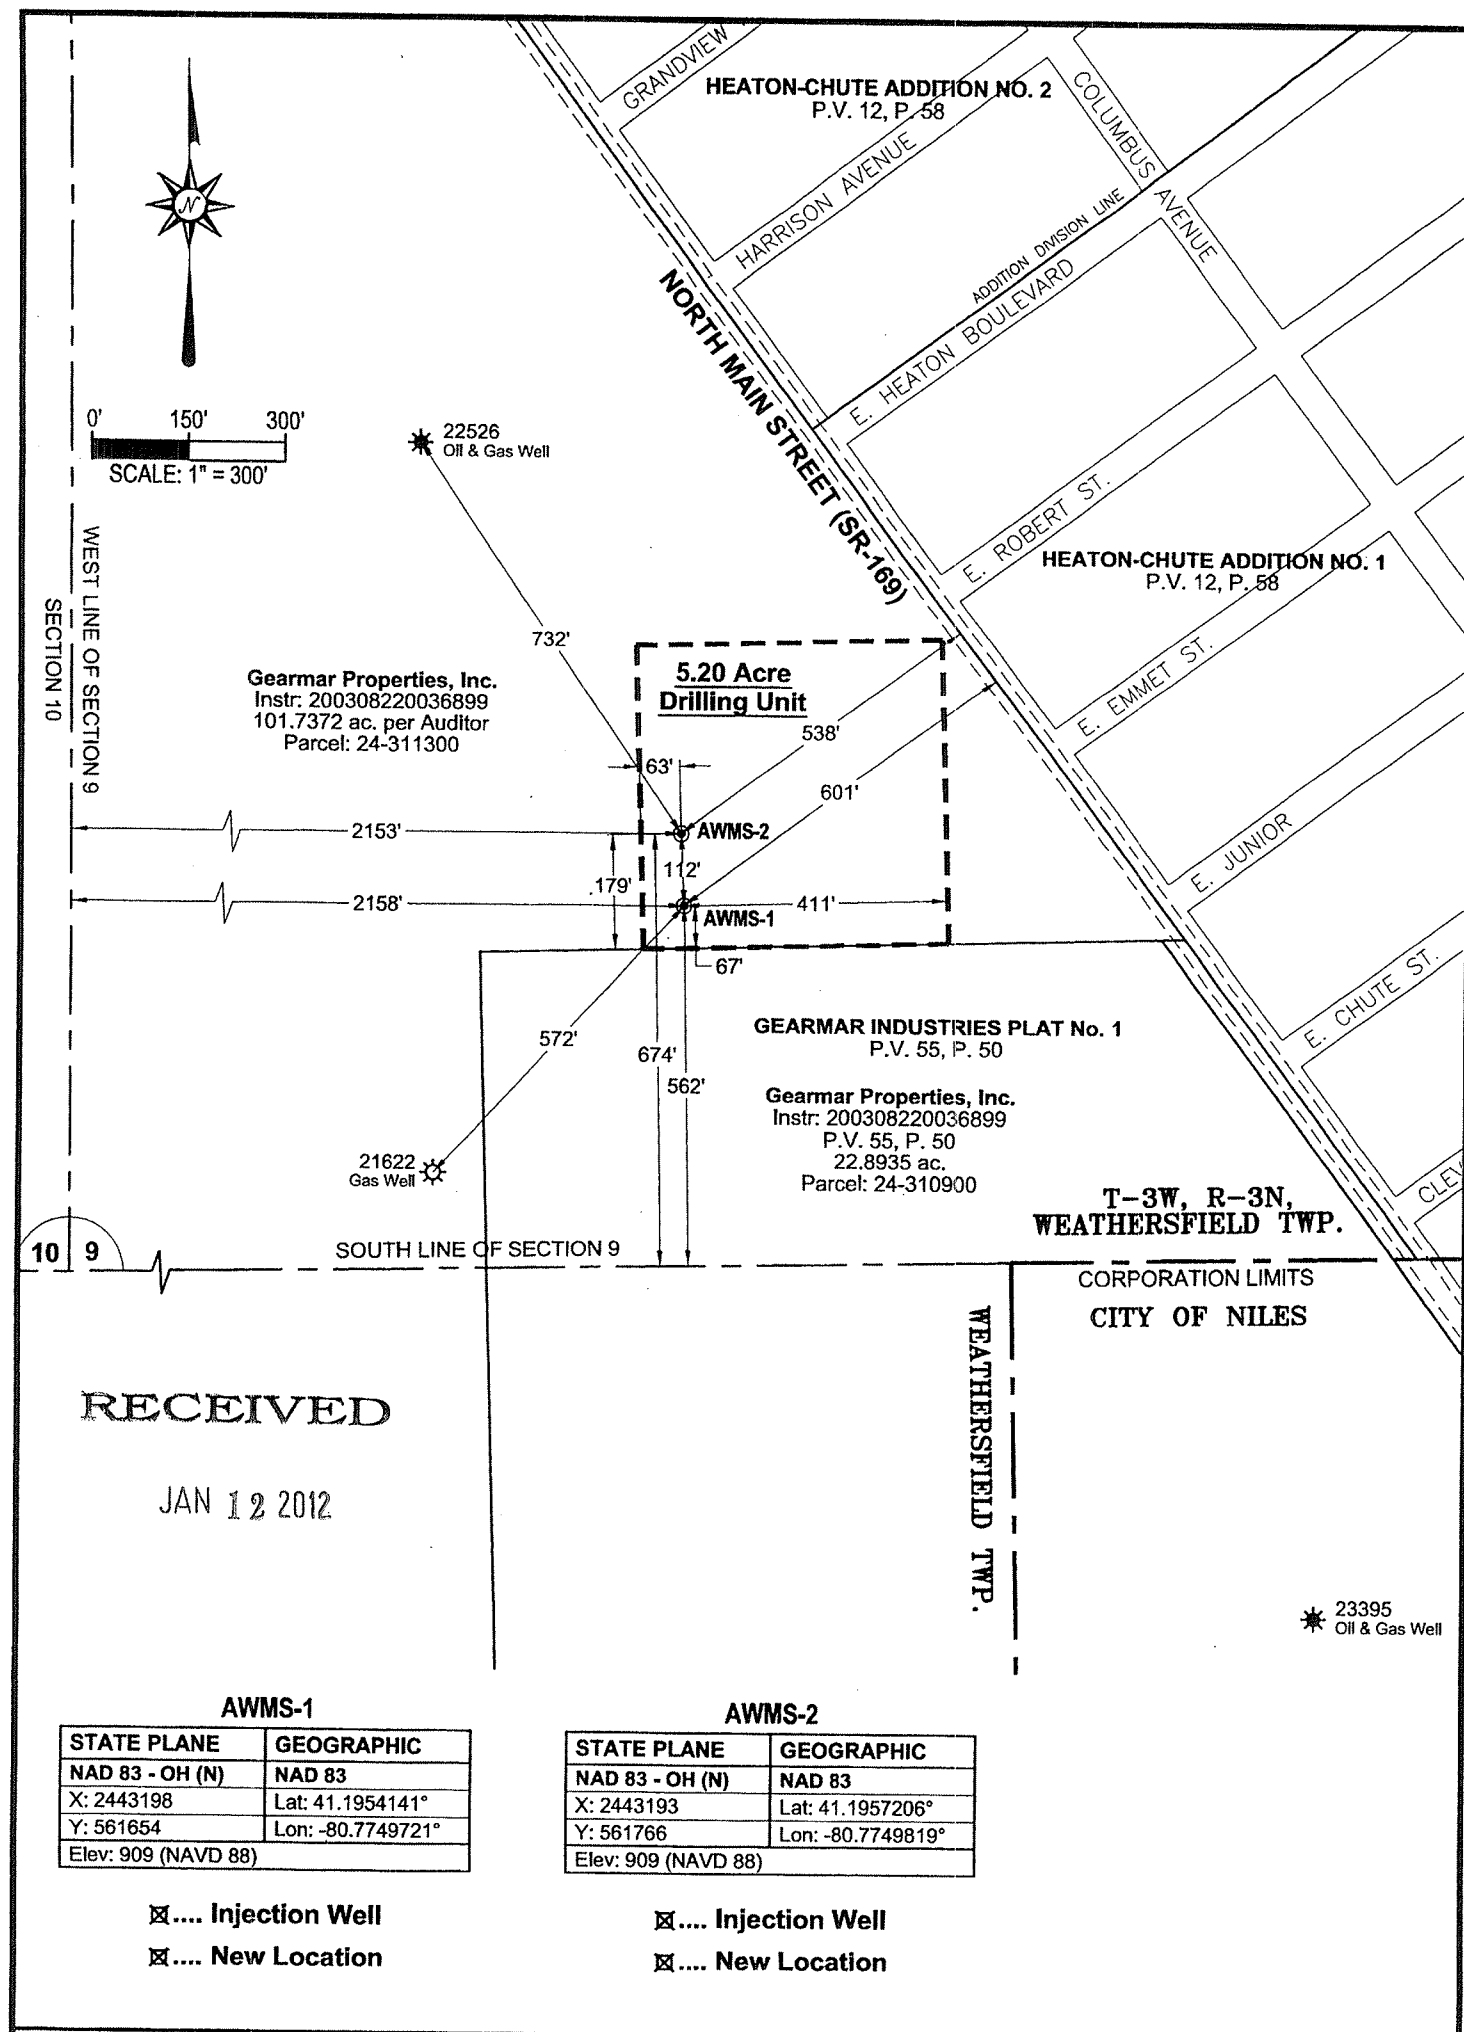 GRANDVIEW
HEATON-CHUTE ADDITION NO. 2
P.V. 12, P. 58
COLUMBUS AVENUE
HARRISON AVENUE
N
ADDITION DIVISION LINE
E. HEATON BOULEVARD
NORTH MAIN STREET (SR-169)
0' 150' 300'
SCALE: 1" = 300'
22526
Oil & Gas Well
E. ROBERT ST.
HEATON-CHUTE ADDITION NO. 1
P.V. 12, P. 58
WEST LINE OF SECTION 9
SECTION 10
732'
5.20 Acre
Drilling Unit
E. EMMET ST.
Gearmar Properties, Inc.
Instr: 200308220036899
101.7372 ac. per Auditor
Parcel: 24-311300
538'
63'
601'
2153'
AWMS-2
E. JUNIOR
112'
179'
2158'
411'
AWMS-1
67'
E. CHUTE ST.
572'
674'
562'
GEARMAR INDUSTRIES PLAT No. 1
P.V. 55, P. 50
Gearmar Properties, Inc.
Instr: 200308220036899
P.V. 55, P. 50
22.8935 ac.
Parcel: 24-310900
21622
Gas Well
CLEV
T-3W, R-3N,
WEATHERSFIELD TWP.
10 9
SOUTH LINE OF SECTION 9
CORPORATION LIMITS
CITY OF NILES
WEATHERSFIELD TWP.
RECEIVED
JAN 12 2012
23395
Oil & Gas Well
AWMS-1
STATE PLANE GEOGRAPHIC
NAD 83 - OH (N) NAD 83
X: 2443198 Lat: 41.1954141°
Y: 561654 Lon: -80.7749721°
Elev: 909 (NAVD 88)
.... Injection Well
.... New Location
AWMS-2
STATE PLANE GEOGRAPHIC
NAD 83 - OH (N) NAD 83
X: 2443193 Lat: 41.1957206°
Y: 561766 Lon: -80.7749819°
Elev: 909 (NAVD 88)
.... Injection Well
.... New Location